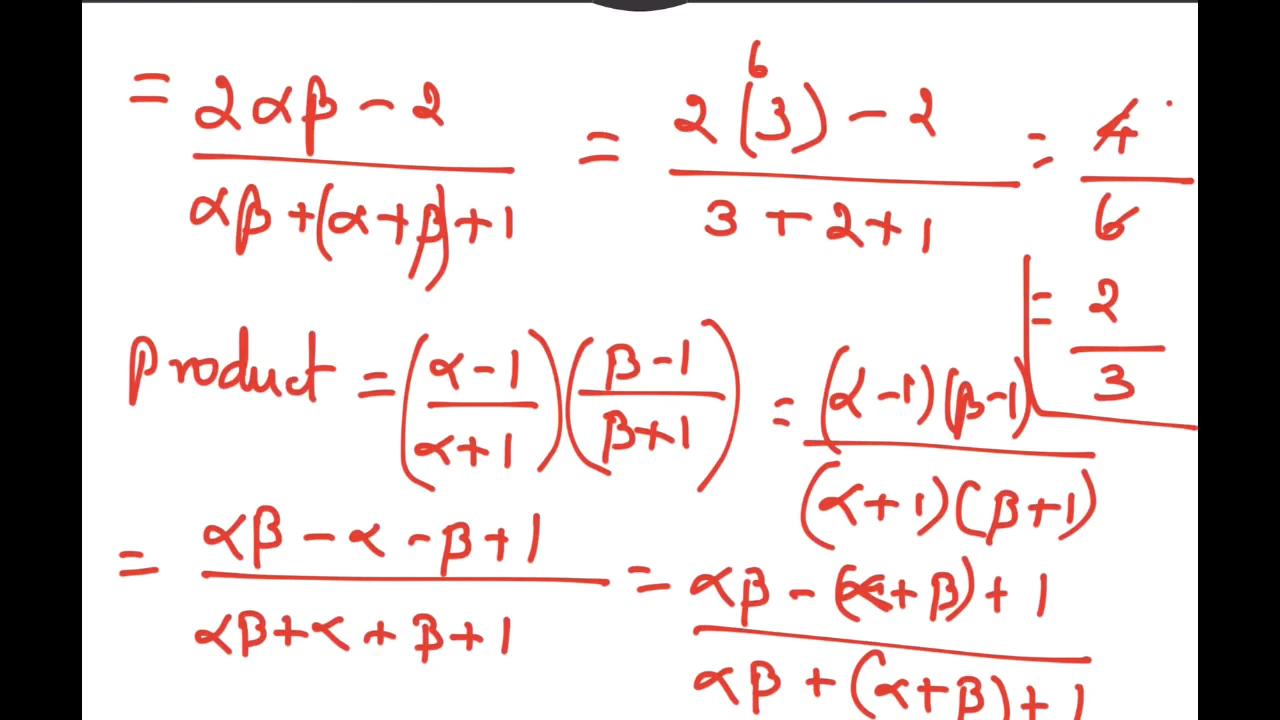 = (2αβ - 2)/(αβ + (α + β) + 1) = (2(3) - 2)/(3 + 2 + 1) = 4/6
6
= 2/3
Product = ((α - 1)/(α + 1)) ((β - 1)/(β + 1)) = ((α - 1)(β - 1))/((α + 1)(β + 1))
= (αβ - α - β + 1)/(αβ + α + β + 1) = (αβ - (α + β) + 1)/(αβ + (α + β) + 1)